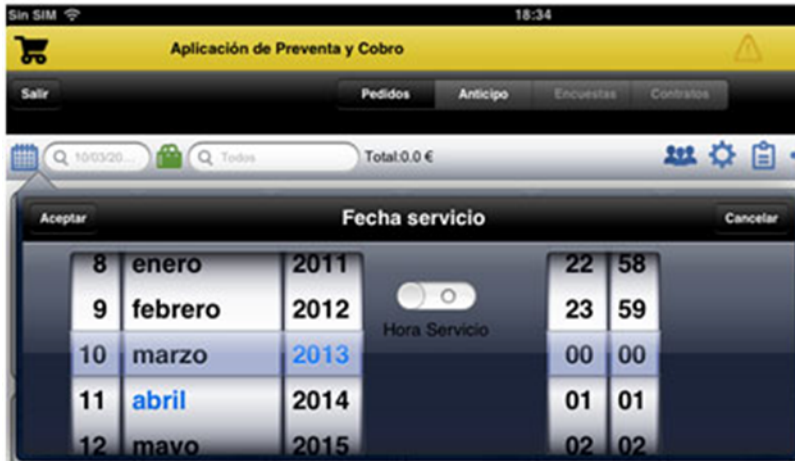 Sin SIM 18:34
Aplicación de Preventa y Cobro
Salir Pedidos Anticipo Encuestas Contratos
10/03/20... Todos Total:0.0 €
Aceptar Fecha servicio Cancelar
8 enero 2011 22 58
9 febrero 2012 23 59
Hora Servicio
10 marzo 2013 00 00
11 abril 2014 01 01
12 mayo 2015 02 02